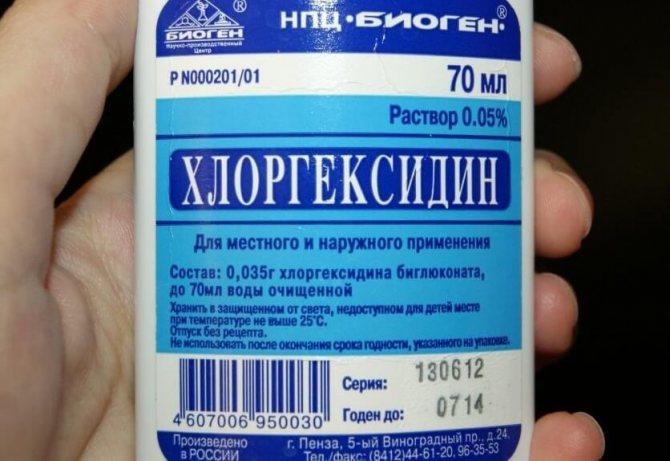 НПЦ •БИОГЕН•®
БИОГЕН ®
Научно-производственный
Центр
Р N000201/01
70 мл
Раствор 0.05%
ХЛОРГЕКСИДИН
Для местного и наружного применения
Состав: 0,035г хлоргексидина биглюконата,
до 70мл воды очищенной
Хранить в защищенном от света, недоступном для детей месте
при температуре не выше 25°С.
Отпуск без рецепта.
Не использовать после окончания срока годности, указанного на упаковке.
Серия: 130612
Годен до: 0714
4 607006 950030
Произведено
в РОССИИ
г. Пенза, 5-ый Виноградный пр., д.24.
Тел./факс: (8412)44-61-20, 96-35-53